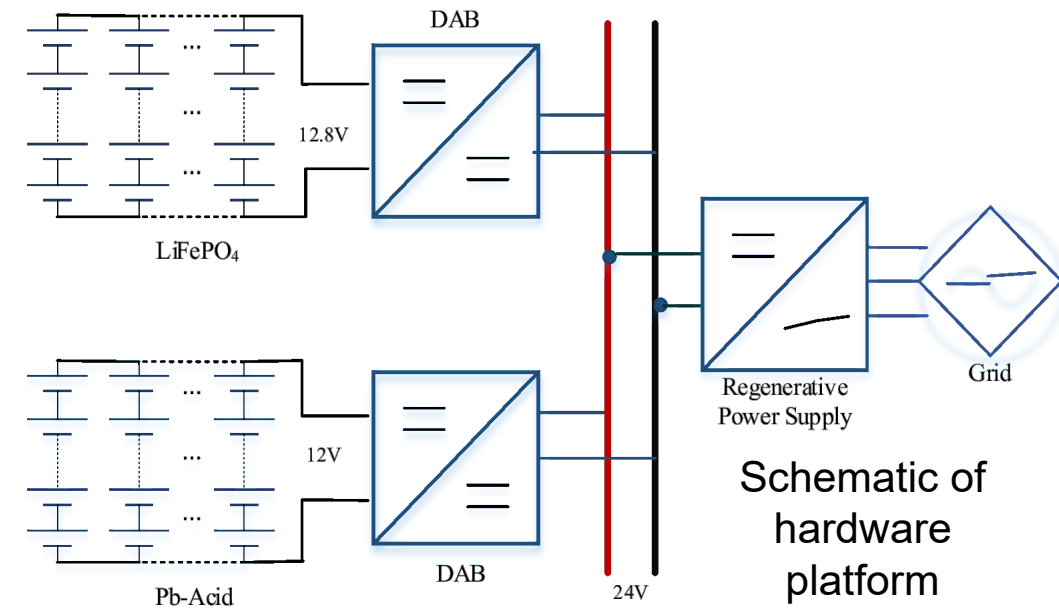 DAB
...
...
12.8V
...
...
LiFePO₄
Regenerative
Power Supply
Grid
...
...
12V
...
...
Pb-Acid
DAB
24V
Schematic of
hardware
platform